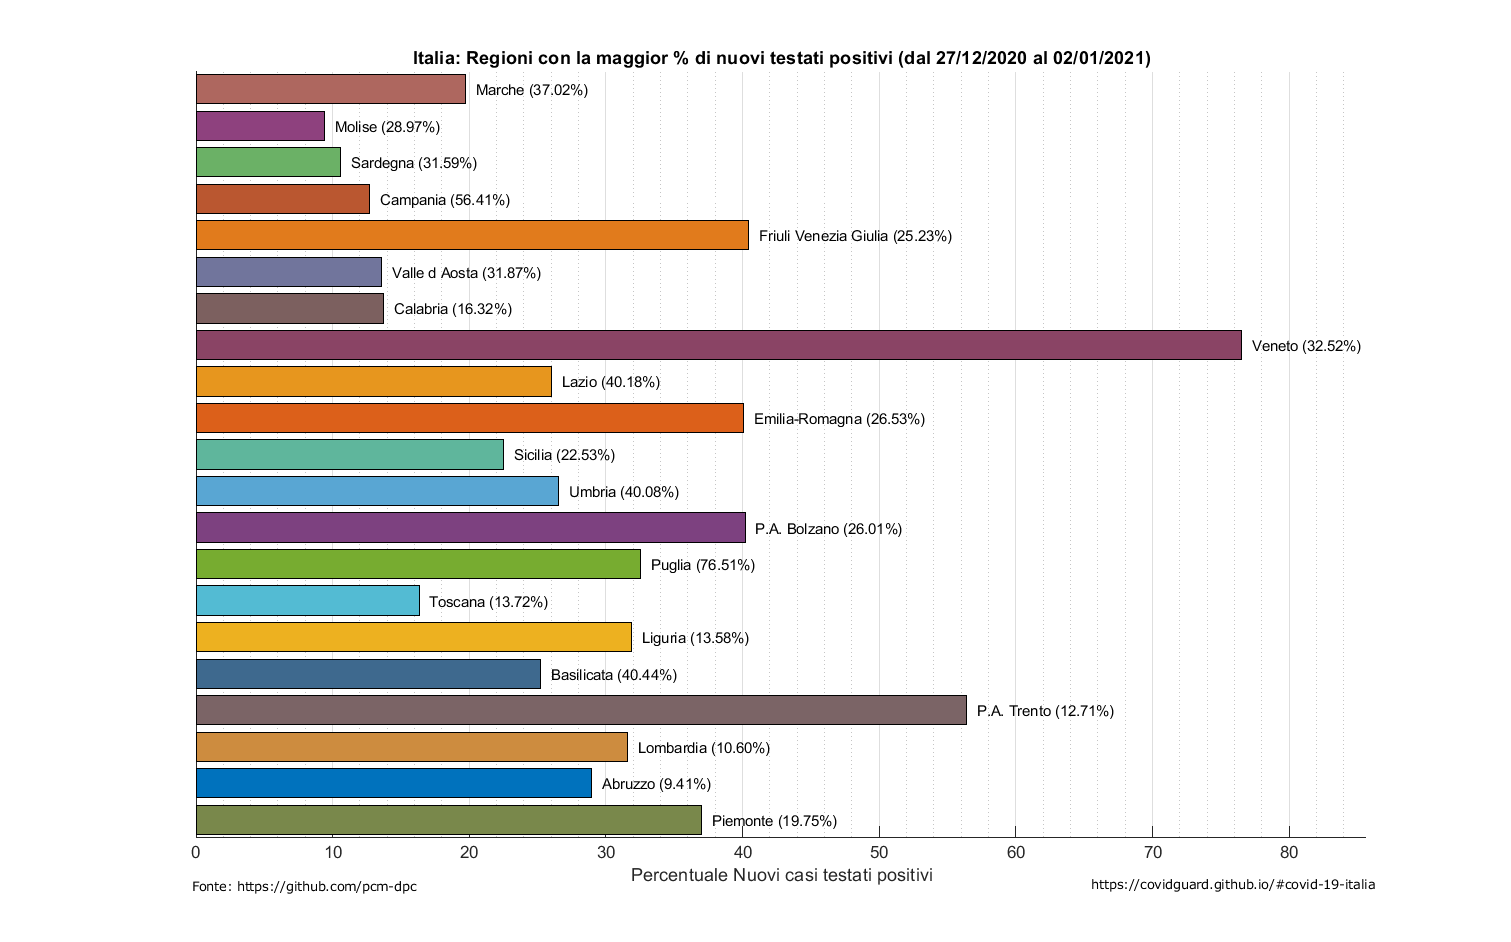 Italia: Regioni con la maggior % di nuovi testati positivi (dal 27/12/2020 al 02/01/2021)
Marche (37.02%)
Molise (28.97%)
Sardegna (31.59%)
Campania (56.41%)
Friuli Venezia Giulia (25.23%)
Valle d Aosta (31.87%)
Calabria (16.32%)
Veneto (32.52%)
Lazio (40.18%)
Emilia-Romagna (26.53%)
Sicilia (22.53%)
Umbria (40.08%)
P.A. Bolzano (26.01%)
Puglia (76.51%)
Toscana (13.72%)
Liguria (13.58%)
Basilicata (40.44%)
P.A. Trento (12.71%)
Lombardia (10.60%)
Abruzzo (9.41%)
Piemonte (19.75%)
0 10 20 30 40 50 60 70 80
Percentuale Nuovi casi testati positivi
Fonte: https://github.com/pcm-dpc
https://covidguard.github.io/#covid-19-italia